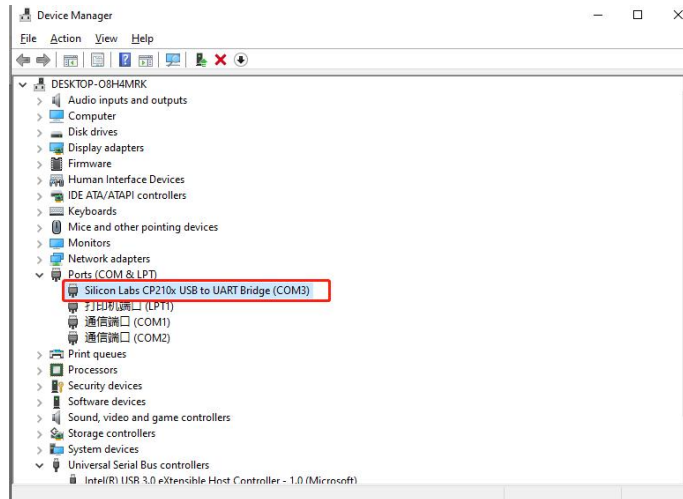 Device Manager
File Action View Help
DESKTOP-O8H4MRK
Audio inputs and outputs
Computer
Disk drives
Display adapters
Firmware
Human Interface Devices
IDE ATA/ATAPI controllers
Keyboards
Mice and other pointing devices
Monitors
Network adapters
Ports (COM & LPT)
Silicon Labs CP210x USB to UART Bridge (COM3)
打印机端口 (LPT1)
通信端口 (COM1)
通信端口 (COM2)
Print queues
Processors
Security devices
Software devices
Sound, video and game controllers
Storage controllers
System devices
Universal Serial Bus controllers
Intel(R) USB 3.0 eXtensible Host Controller - 1.0 (Microsoft)